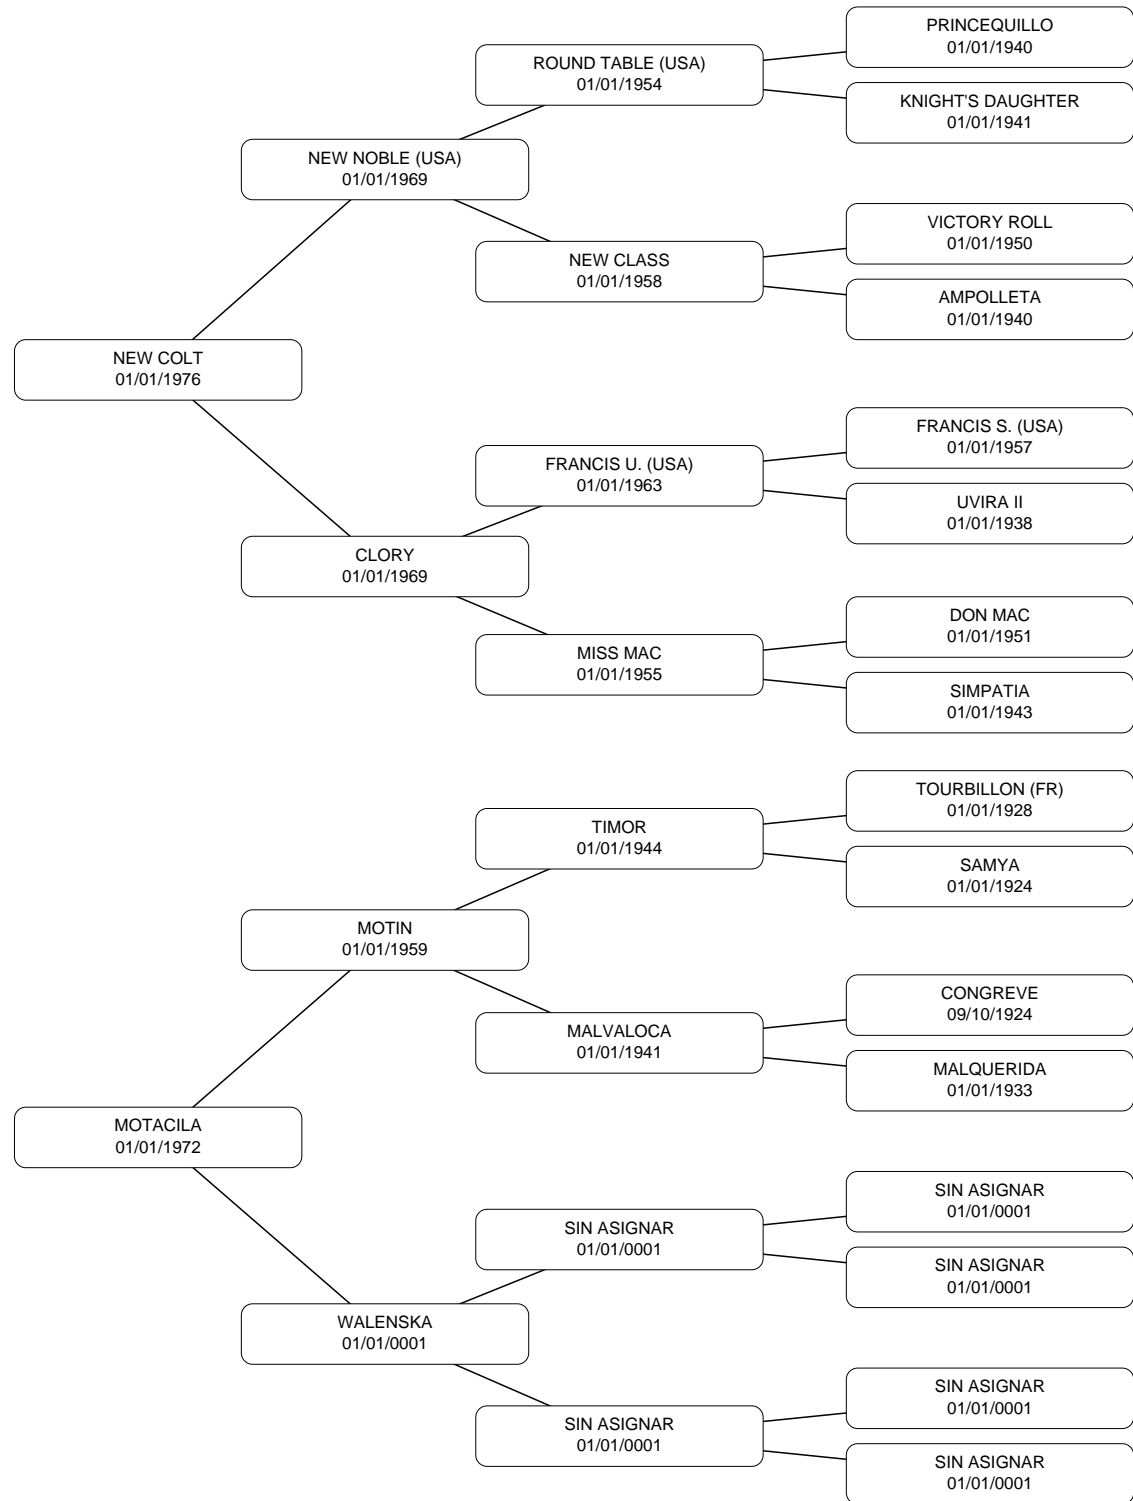 PRINCEQUILLO
01/01/1940
ROUND TABLE (USA)
01/01/1954
KNIGHT'S DAUGHTER
01/01/1941
NEW NOBLE (USA)
01/01/1969
VICTORY ROLL
01/01/1950
NEW CLASS
01/01/1958
AMPOLLETA
01/01/1940
NEW COLT
01/01/1976
FRANCIS S. (USA)
01/01/1957
FRANCIS U. (USA)
01/01/1963
UVIRA II
01/01/1938
CLORY
01/01/1969
DON MAC
01/01/1951
MISS MAC
01/01/1955
SIMPATIA
01/01/1943
TOURBILLON (FR)
01/01/1928
TIMOR
01/01/1944
SAMYA
01/01/1924
MOTIN
01/01/1959
CONGREVE
09/10/1924
MALVALOCA
01/01/1941
MALQUERIDA
01/01/1933
MOTACILA
01/01/1972
SIN ASIGNAR
01/01/0001
SIN ASIGNAR
01/01/0001
SIN ASIGNAR
01/01/0001
WALENSKA
01/01/0001
SIN ASIGNAR
01/01/0001
SIN ASIGNAR
01/01/0001
SIN ASIGNAR
01/01/0001